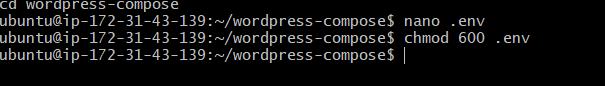 cd wordpress-compose
ubuntu@ip-172-31-43-139:~/wordpress-compose$ nano .env
ubuntu@ip-172-31-43-139:~/wordpress-compose$ chmod 600 .env
ubuntu@ip-172-31-43-139:~/wordpress-compose$